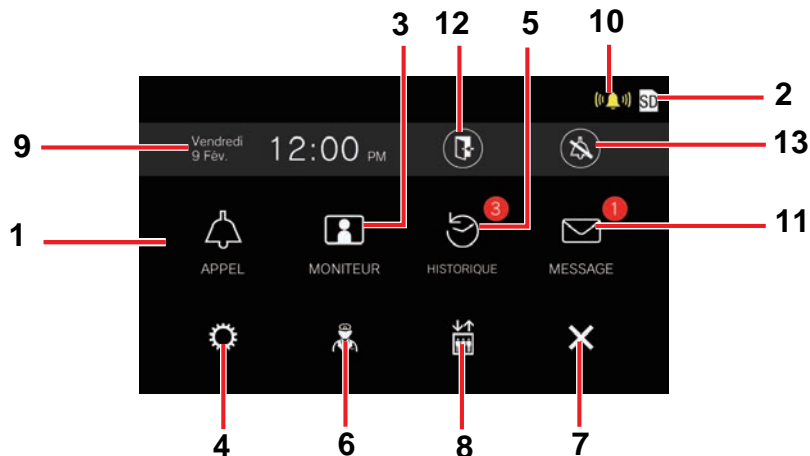 3 12 5 10
2
SD
9
Vendredi
9 Fév.
12:00 PM
13
1
3
1
11
APPEL MONITEUR HISTORIQUE MESSAGE
4 6 8 7